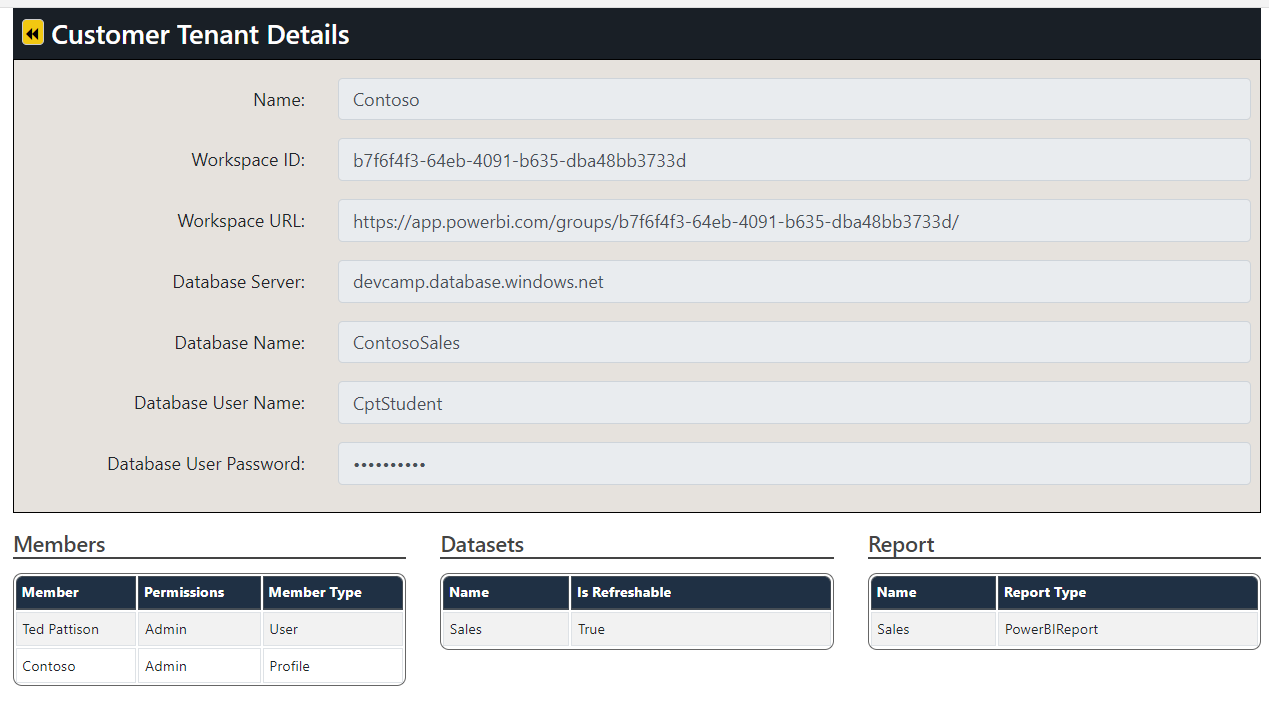 Customer Tenant Details
Name: Contoso
Workspace ID: b7f6f4f3-64eb-4091-b635-dba48bb3733d
Workspace URL: https://app.powerbi.com/groups/b7f6f4f3-64eb-4091-b635-dba48bb3733d/
Database Server: devcamp.database.windows.net
Database Name: ContosoSales
Database User Name: CptStudent
Database User Password: ••••••••••
Members
Member Permissions Member Type
Ted Pattison Admin User
Contoso Admin Profile
Datasets
Name Is Refreshable
Sales True
Report
Name Report Type
Sales PowerBIReport